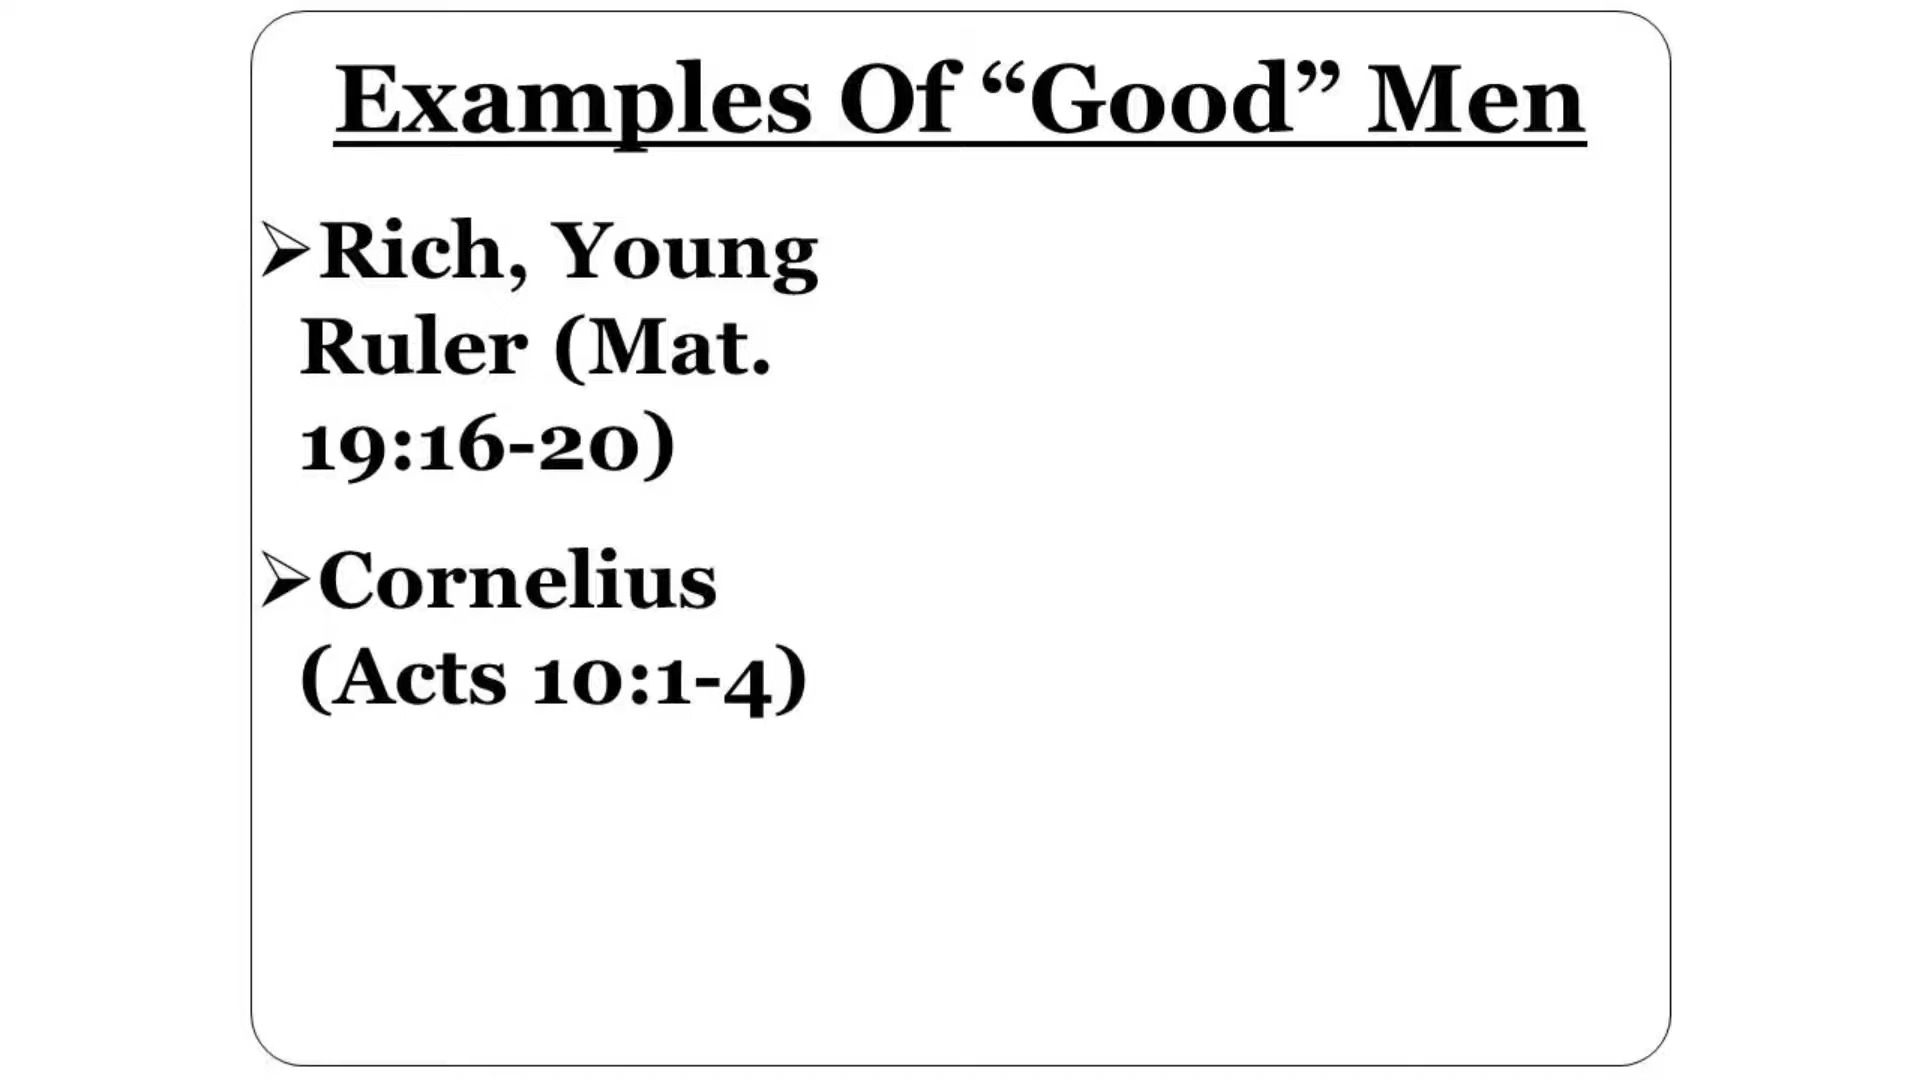 Examples Of “Good” Men
➢Rich, Young
Ruler (Mat.
19:16-20)
➢Cornelius
(Acts 10:1-4)